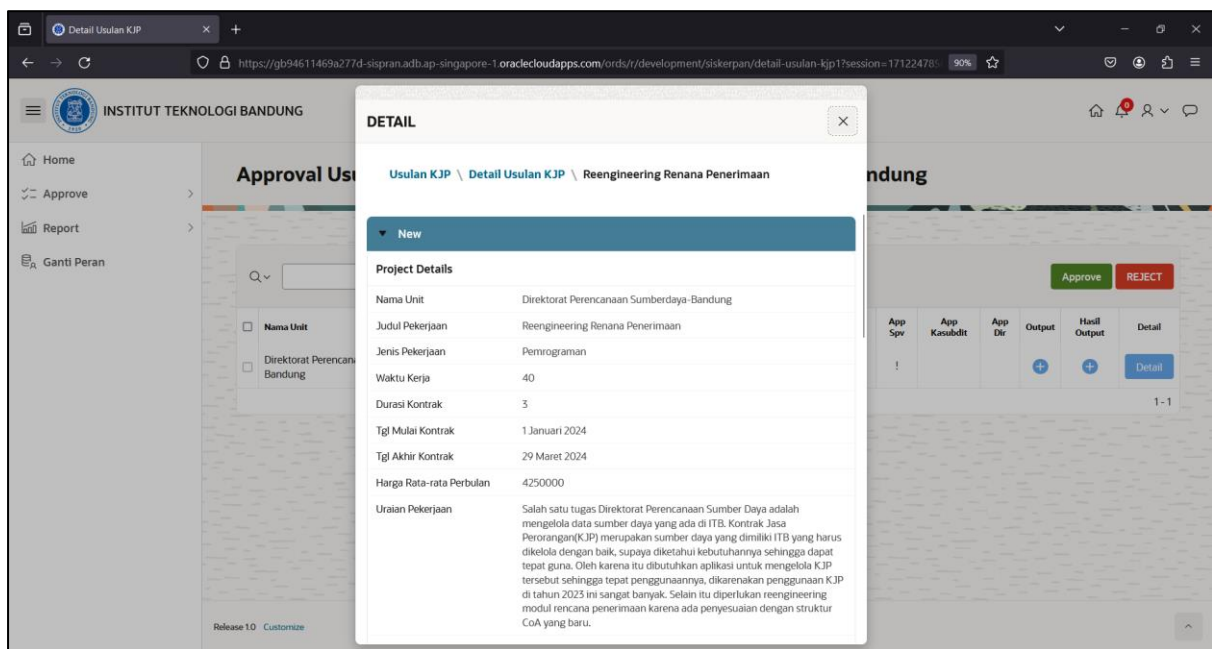 Detail Usulan KJP
https://gb94611469a277d-sispran.adb.ap-singapore-1.oraclecloudapps.com/ords/r/development/siskerpan/detail-usulan-kjp1?session=17122478
90%
INSTITUT TEKNOLOGI BANDUNG
DETAIL
Home
Approve
Report
Ganti Peran
Approval Usu
ndung
Usulan KJP \ Detail Usulan KJP \ Reengineering Renana Penerimaan
New
Project Details
Nama Unit Direktorat Perencanaan Sumberdaya-Bandung
Judul Pekerjaan Reengineering Renana Penerimaan
Jenis Pekerjaan Pemrograman
Waktu Kerja 40
Durasi Kontrak 3
Tgl Mulai Kontrak 1 Januari 2024
Tgl Akhir Kontrak 29 Maret 2024
Harga Rata-rata Perbulan 4250000
Uraian Pekerjaan Salah satu tugas Direktorat Perencanaan Sumber Daya adalah
mengelola data sumber daya yang ada di ITB. Kontrak Jasa
Perorangan(KJP) merupakan sumber daya yang dimiliki ITB yang harus
dikelola dengan baik, supaya diketahui kebutuhannya sehingga dapat
tepat guna. Oleh karena itu dibutuhkan aplikasi untuk mengelola KJP
tersebut sehingga tepat penggunaannya, dikarenakan penggunaan KJP
di tahun 2023 ini sangat banyak. Selain itu diperlukan reengineering
modul rencana penerimaan karena ada penyesuaian dengan struktur
CoA yang baru.
Approve REJECT
Nama Unit
App Spv
App Kasubdit
App Dir
Output
Hasil Output
Detail
Direktorat Perencana
Bandung
!
Detail
1 - 1
Release 1.0 Customize